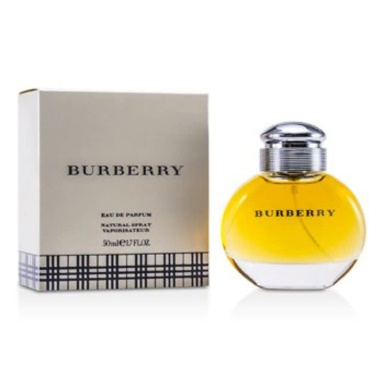 BURBERRY
EAU DE PARFUM
NATURAL SPRAY
VAPORISATEUR
50ml℮1.7 FL.OZ.
BURBERRY